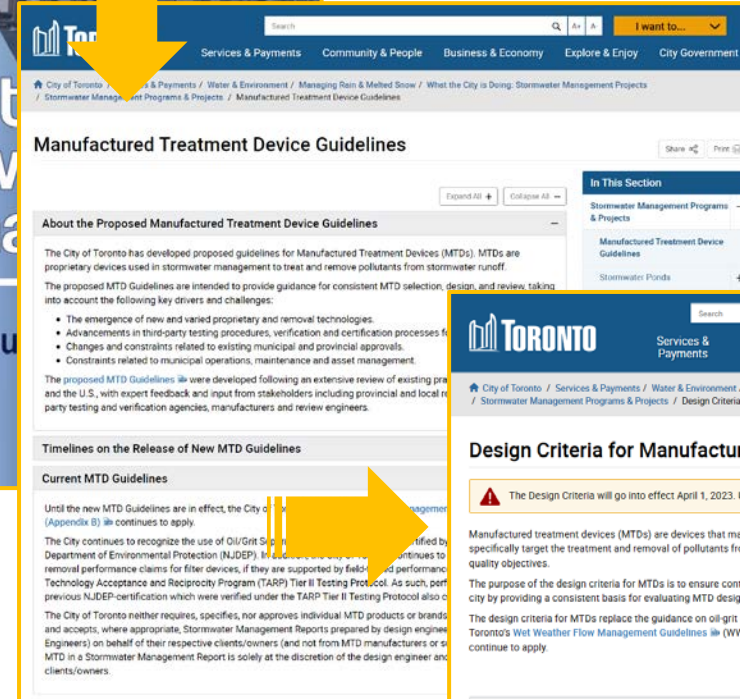 Search
A+ A-
I want to...
Services & Payments Community & People Business & Economy Explore & Enjoy City Government
City of Toronto / & Payments / Water & Environment / Managing Rain & Melted Snow / What the City is Doing: Stormwater Management Projects
/ Stormwater Management Programs & Projects / Manufactured Treatment Device Guidelines
Manufactured Treatment Device Guidelines
Share Print
Expand All + Collapse All –
In This Section
Stormwater Management Programs & Projects –
Manufactured Treatment Device Guidelines
Stormwater Ponds +
About the Proposed Manufactured Treatment Device Guidelines –
The City of Toronto has developed proposed guidelines for Manufactured Treatment Devices (MTDs). MTDs are
proprietary devices used in stormwater management to treat and remove pollutants from stormwater runoff.
The proposed MTD Guidelines are intended to provide guidance for consistent MTD selection, design, and review, taking
into account the following key drivers and challenges:
• The emergence of new and varied proprietary and removal technologies.
• Advancements in third-party testing procedures, verification and certification processes
• Changes and constraints related to existing municipal and provincial approvals.
• Constraints related to municipal operations, maintenance and asset management.
The proposed MTD Guidelines were developed following an extensive review of existing
and the U.S., with expert feedback and input from stakeholders including provincial and local
party testing and verification agencies, manufacturers and review engineers.
Timelines on the Release of New MTD Guidelines
Current MTD Guidelines
Until the new MTD Guidelines are in effect, the City
(Appendix B) continues to apply.
The City continues to recognize the use of Oil/Grit
Department of Environmental Protection (NJDEP).
removal performance claims for filter devices, if they are supported by
Technology Acceptance and Reciprocity Program (TARP) Tier II Testing Protocol. As such,
previous NJDEP-certification which were verified under the TARP Tier II Testing Protocol also
The City of Toronto neither requires, specifies, nor approves individual MTD products or brands
and accepts, where appropriate, Stormwater Management Reports prepared by design
Engineers) on behalf of their respective clients/owners (and not from MTD manufacturers or
MTD in a Stormwater Management Report is solely at the discretion of the design engineer and
clients/owners.
TORONTO
Search
Services & Payments
City of Toronto / Services & Payments / Water & Environment /
/ Stormwater Management Programs & Projects / Design Criteria
Design Criteria for
The Design Criteria will go into effect April 1, 2023.
Manufactured treatment devices (MTDs) are devices that
specifically target the treatment and removal of pollutants
quality objectives.
The purpose of the design criteria for MTDs is to ensure
city by providing a consistent basis for evaluating MTD
The design criteria for MTDs replace the guidance on oil-grit
Toronto's Wet Weather Flow Management Guidelines
continue to apply.